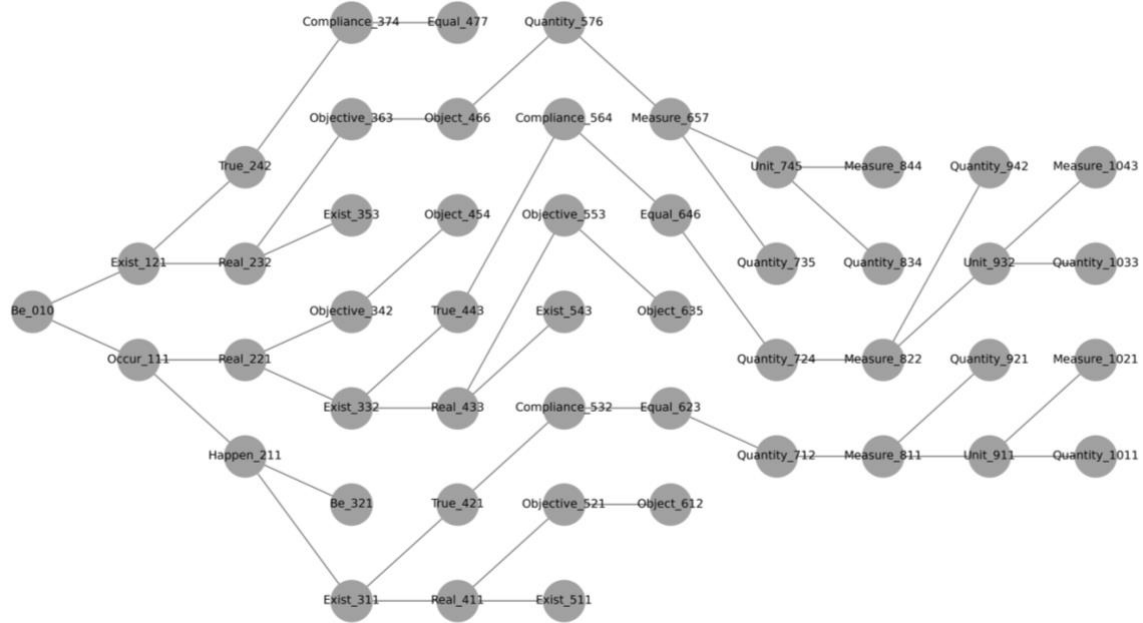 Compliance_374 Equal_477 Quantity_576
Objective_363 Object_466 Compliance_564 Measure_657
True_242 Unit_745 Measure_844 Quantity_942 Measure_1043
Exist_353 Object_454 Objective_553 Equal_646
Exist_121 Real_232 Quantity_735 Quantity_834 Unit_932 Quantity_1033
Be_010 Objective_342 True_443 Exist_543 Object_635
Occur_111 Real_221 Quantity_724 Measure_822 Quantity_921 Measure_1021
Exist_332 Real_433 Compliance_532 Equal_623
Happen_211 Quantity_712 Measure_811 Unit_911 Quantity_1011
Be_321 True_421 Objective_521 Object_612
Exist_311 Real_411 Exist_511